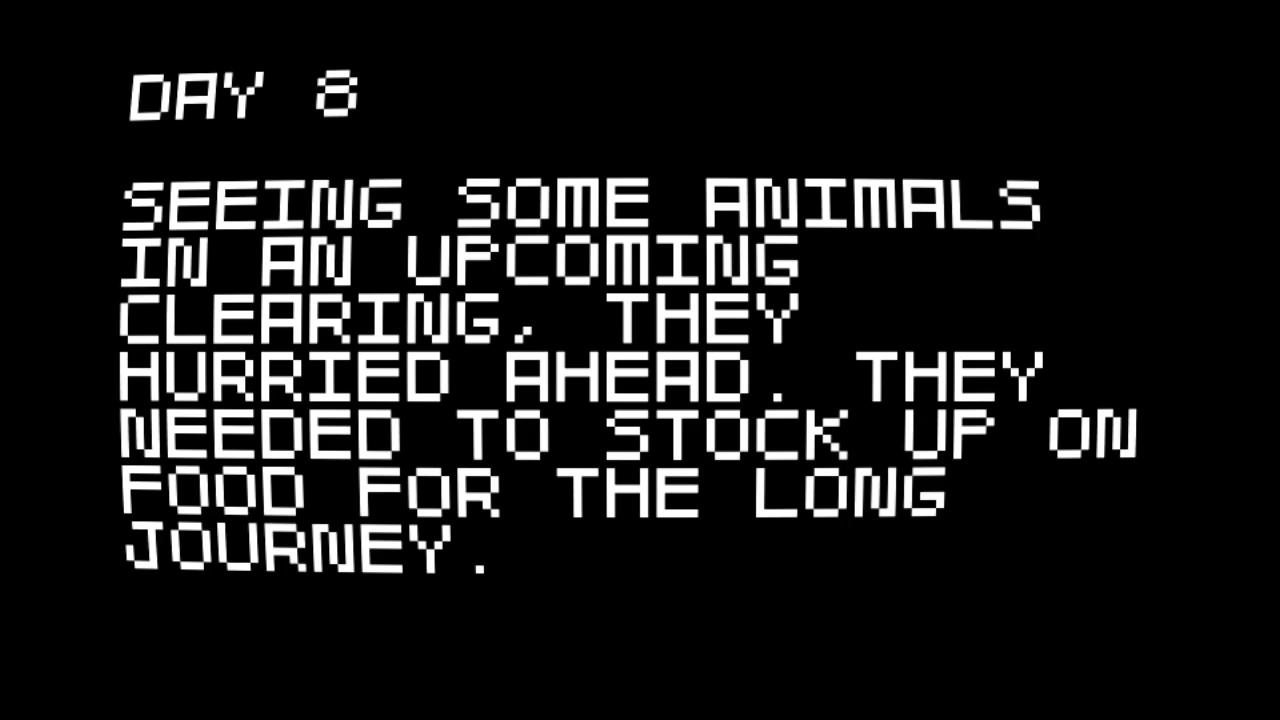 DAY 8
SEEING SOME ANIMALS
IN AN UPCOMING
CLEARING, THEY
HURRIED AHEAD. THEY
NEEDED TO STOCK UP ON
FOOD FOR THE LONG
JOURNEY.